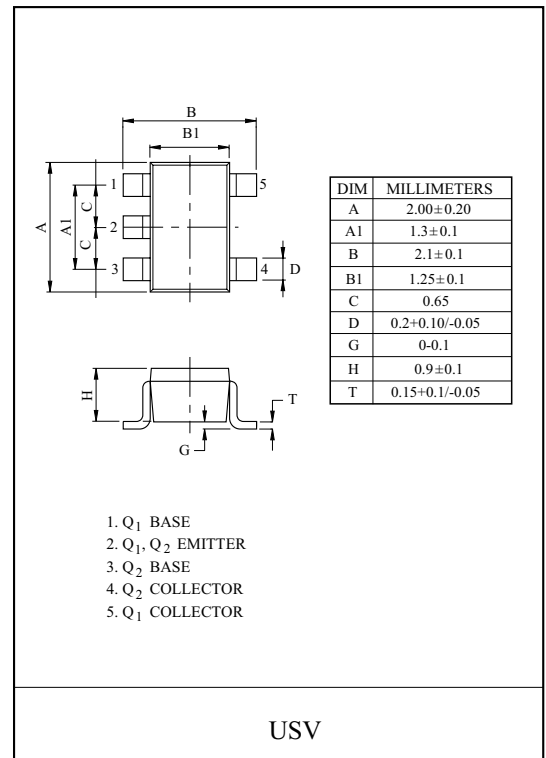 B
B1
1
5
A
A1
C
2
C
3
4
D
DIM MILLIMETERS
A 2.00±0.20
A1 1.3±0.1
B 2.1±0.1
B1 1.25±0.1
C 0.65
D 0.2+0.10/-0.05
G 0-0.1
H 0.9±0.1
T 0.15+0.1/-0.05
H
T
G
1. Q1 BASE
2. Q1, Q2 EMITTER
3. Q2 BASE
4. Q2 COLLECTOR
5. Q1 COLLECTOR
USV